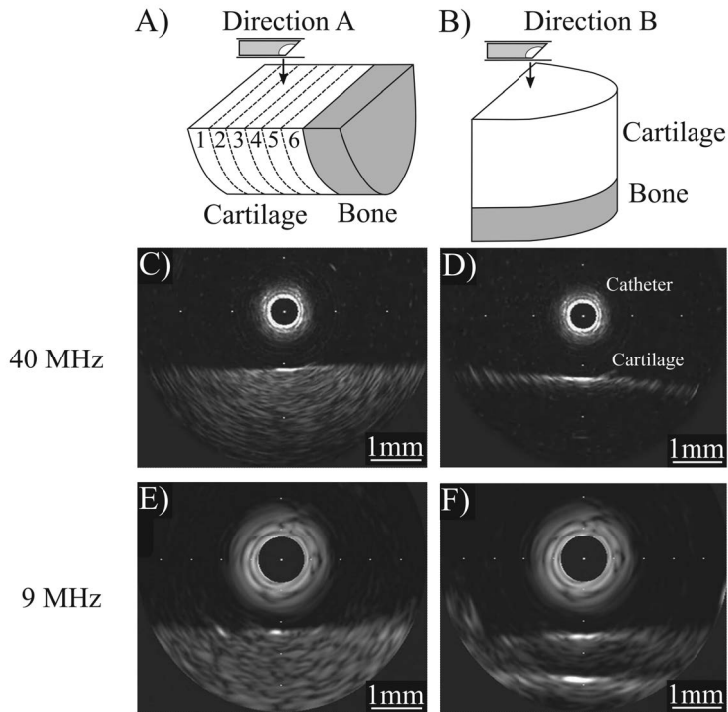 A) Direction A
B) Direction B
1 2 3 4 5 6
Cartilage Bone
Cartilage
Bone
40 MHz
C)
1mm
D)
Catheter
Cartilage
1mm
9 MHz
E)
1mm
F)
1mm